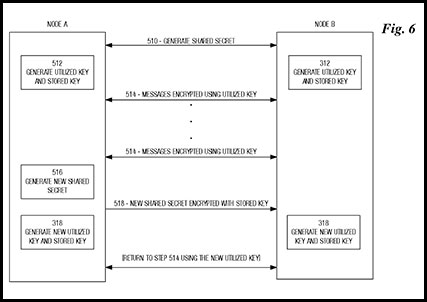 NODE A
NODE B
Fig. 6
510 - GENERATE SHARED SECRET
512
GENERATE UTILIZED KEY
AND STORED KEY
312
GENERATE UTILIZED KEY
AND STORED KEY
514 - MESSAGES ENCRYPTED USING UTILIZED KEY
514 - MESSAGES ENCRYPTED USING UTILIZED KEY
516
GENERATE NEW SHARED
SECRET
518 - NEW SHARED SECRET ENCRYPTED WITH STORED KEY
318
GENERATE NEW UTILIZED
KEY AND STORED KEY
318
GENERATE NEW UTILIZED
KEY AND STORED KEY
(RETURN TO STEP 514 USING THE NEW UTILIZED KEY)